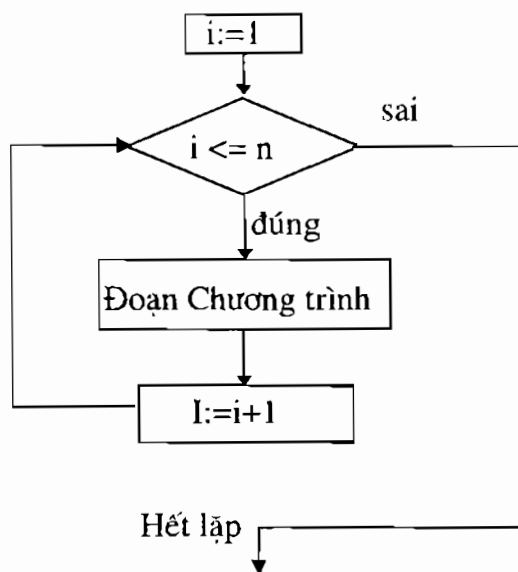 i:=1
sai
i <= n
đúng
Đoạn Chương trình
I:=i+1
Hết lặp